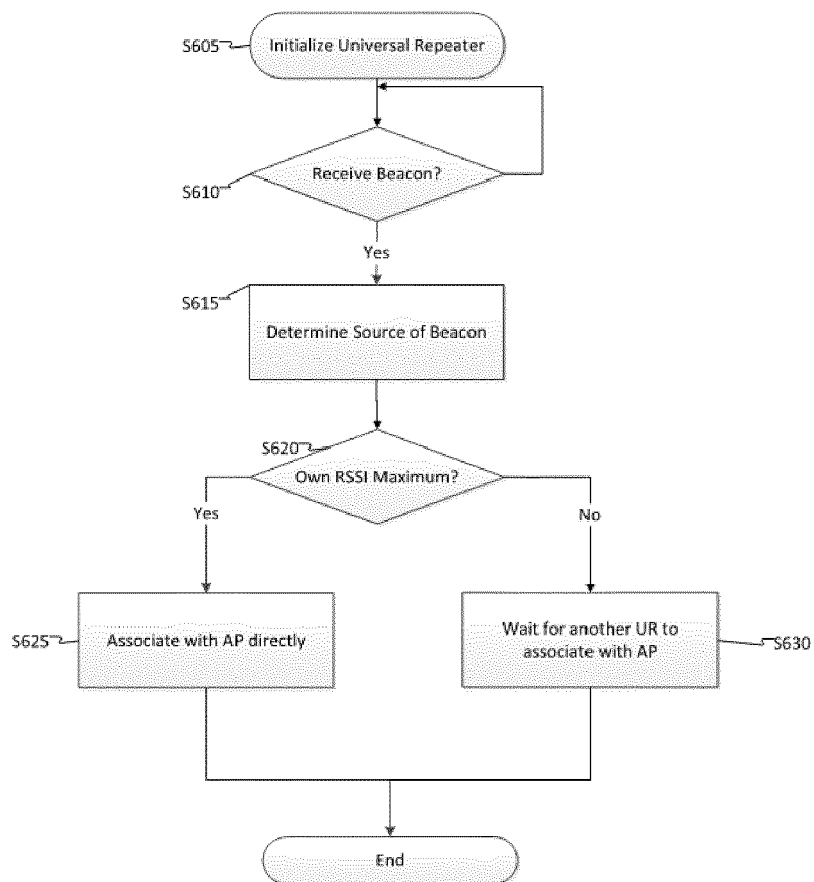 S605
Initialize Universal Repeater
S610
Receive Beacon?
Yes
S615
Determine Source of Beacon
S620
Own RSSI Maximum?
Yes
No
S625
Associate with AP directly
Wait for another UR to
associate with AP
S630
End